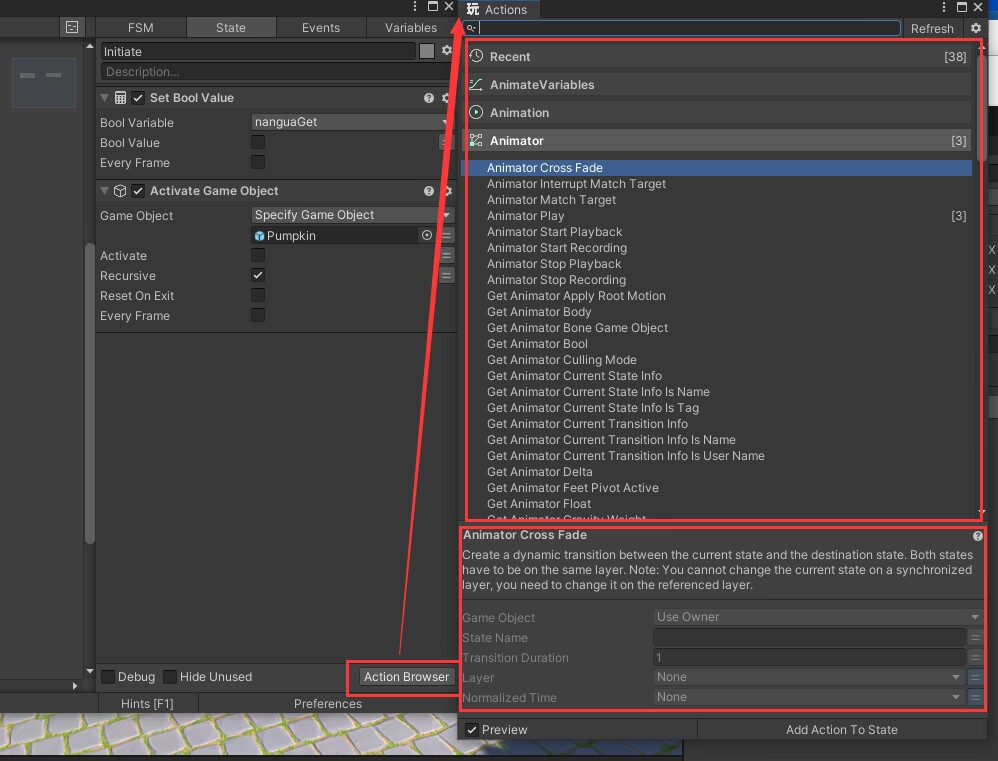 FSM
State
Events
Variables
Initiate
Description...
Set Bool Value
Bool Variable
nanguaGet
Bool Value
Every Frame
Activate Game Object
Game Object
Specify Game Object
Pumpkin
Activate
Recursive
Reset On Exit
Every Frame
Debug
Hide Unused
Action Browser
Hints [F1]
Preferences
玩 Actions
Refresh
Recent [38]
AnimateVariables
Animation
Animator [3]
Animator Cross Fade
Animator Interrupt Match Target
Animator Match Target
Animator Play [3]
Animator Start Playback
Animator Start Recording
Animator Stop Playback
Animator Stop Recording
Get Animator Apply Root Motion
Get Animator Body
Get Animator Bone Game Object
Get Animator Bool
Get Animator Culling Mode
Get Animator Current State Info
Get Animator Current State Info Is Name
Get Animator Current State Info Is Tag
Get Animator Current Transition Info
Get Animator Current Transition Info Is Name
Get Animator Current Transition Info Is User Name
Get Animator Delta
Get Animator Feet Pivot Active
Get Animator Float
Get Animator Gravity Weight
Animator Cross Fade
Create a dynamic transition between the current state and the destination state. Both states
have to be on the same layer. Note: You cannot change the current state on a synchronized
layer, you need to change it on the referenced layer.
Game Object
Use Owner
State Name
Transition Duration
1
Layer
None
Normalized Time
None
Preview
Add Action To State
X
X
X